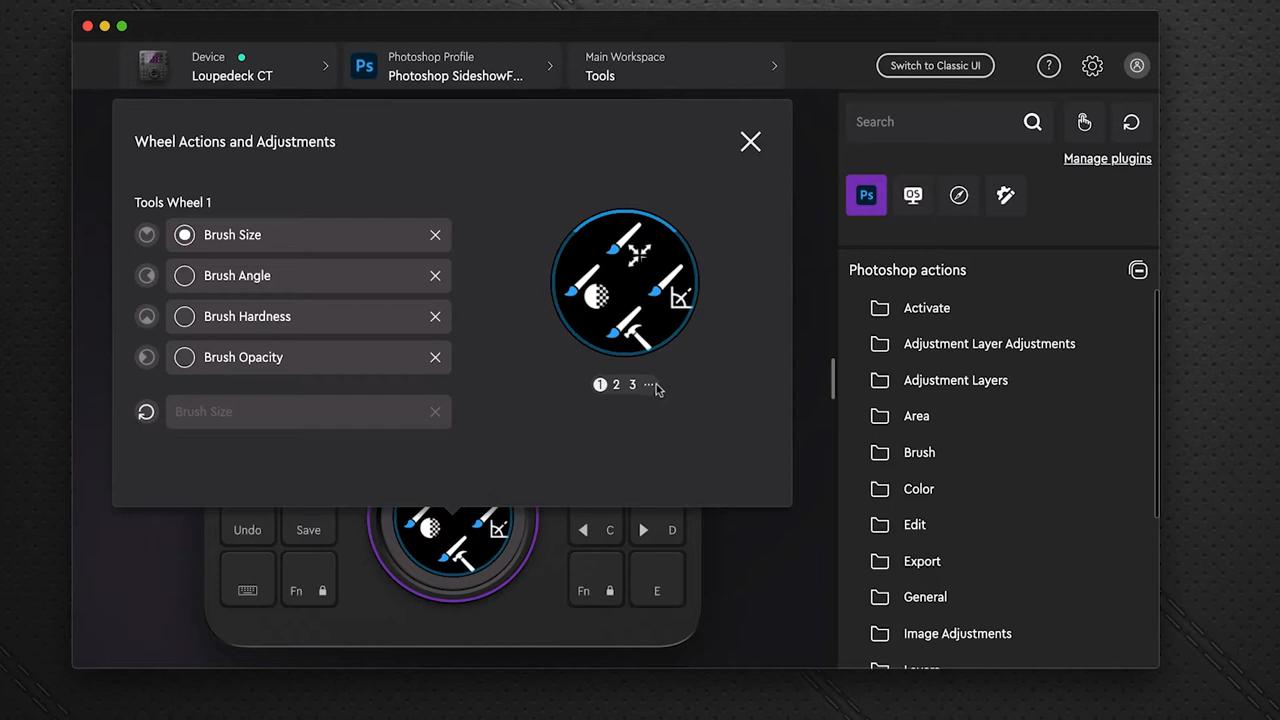 Device
Loupedeck CT
Ps
Photoshop Profile
Photoshop SideshowF...
Main Workspace
Tools
Switch to Classic UI
?
Wheel Actions and Adjustments
Tools Wheel 1
Brush Size
Brush Angle
Brush Hardness
Brush Opacity
Brush Size
1 2 3 ...
Undo
Save
C
D
Fn
Fn
E
Search
Manage plugins
Ps
QS
Photoshop actions
Activate
Adjustment Layer Adjustments
Adjustment Layers
Area
Brush
Color
Edit
Export
General
Image Adjustments
Layers